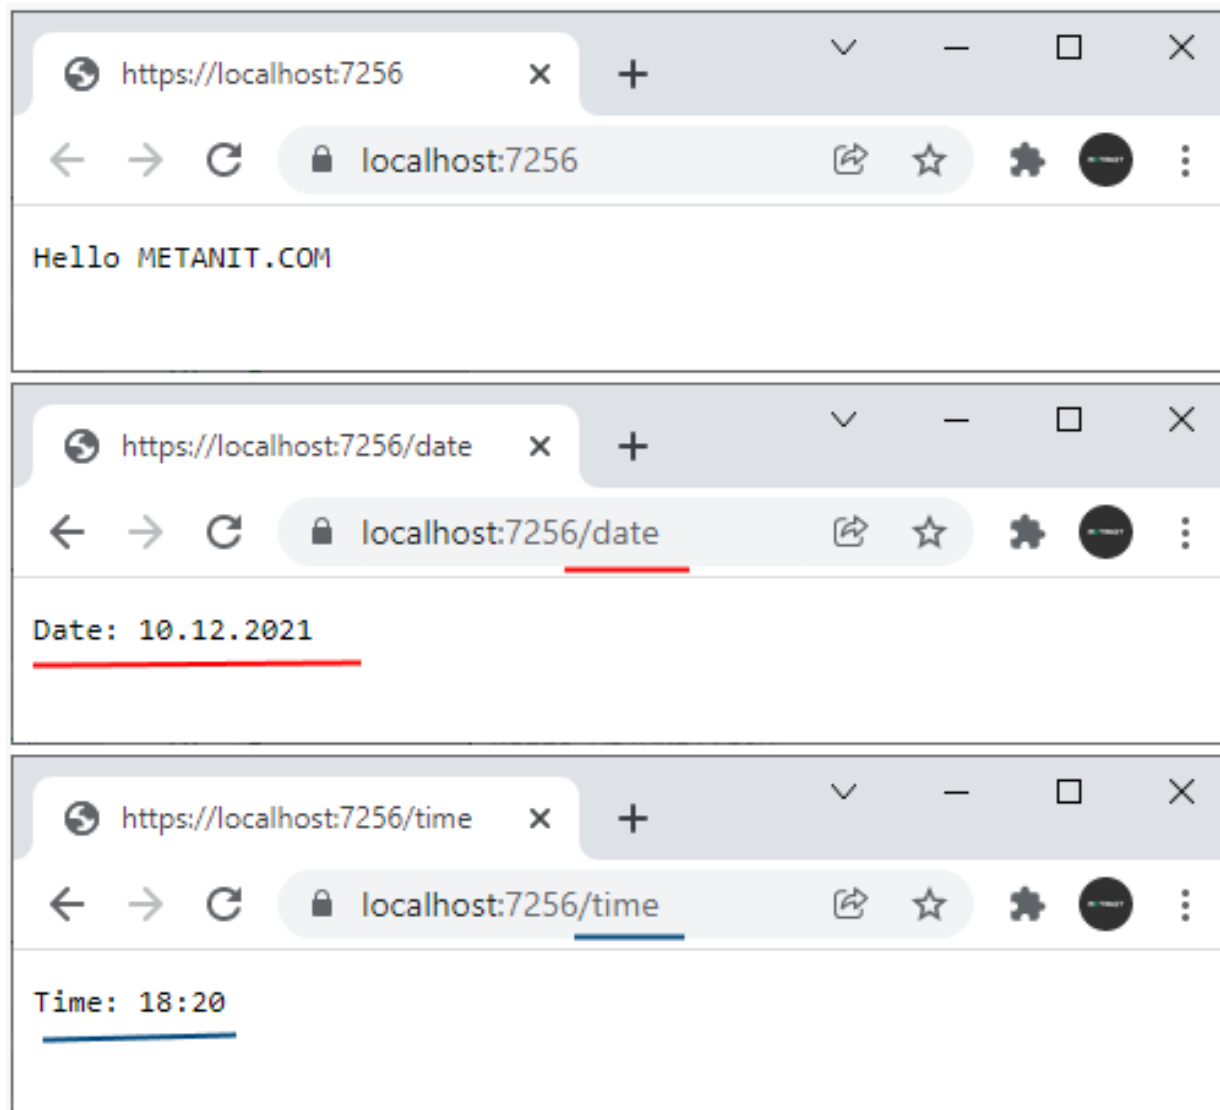 https://localhost:7256
localhost:7256
Hello METANIT.COM
https://localhost:7256/date
localhost:7256/date
Date: 10.12.2021
https://localhost:7256/time
localhost:7256/time
Time: 18:20